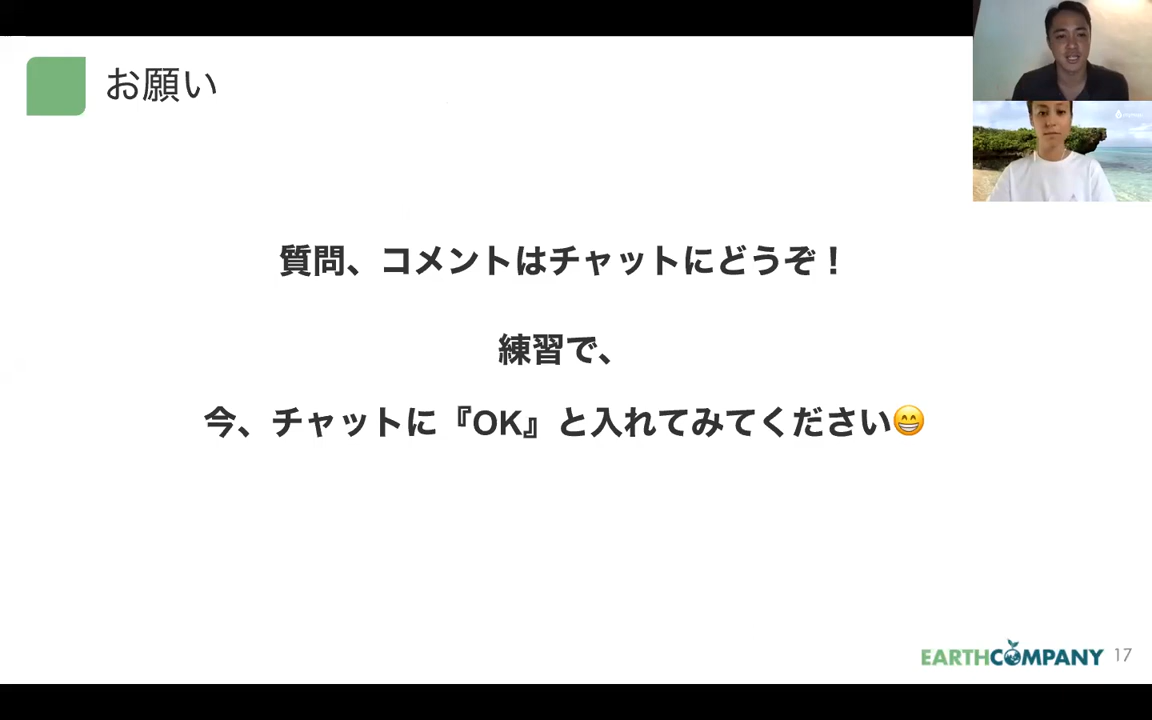 お願い
質問、コメントはチャットにどうぞ！
練習で、
今、チャットに『OK』と入れてみてください😁
EARTHCOMPANY 17